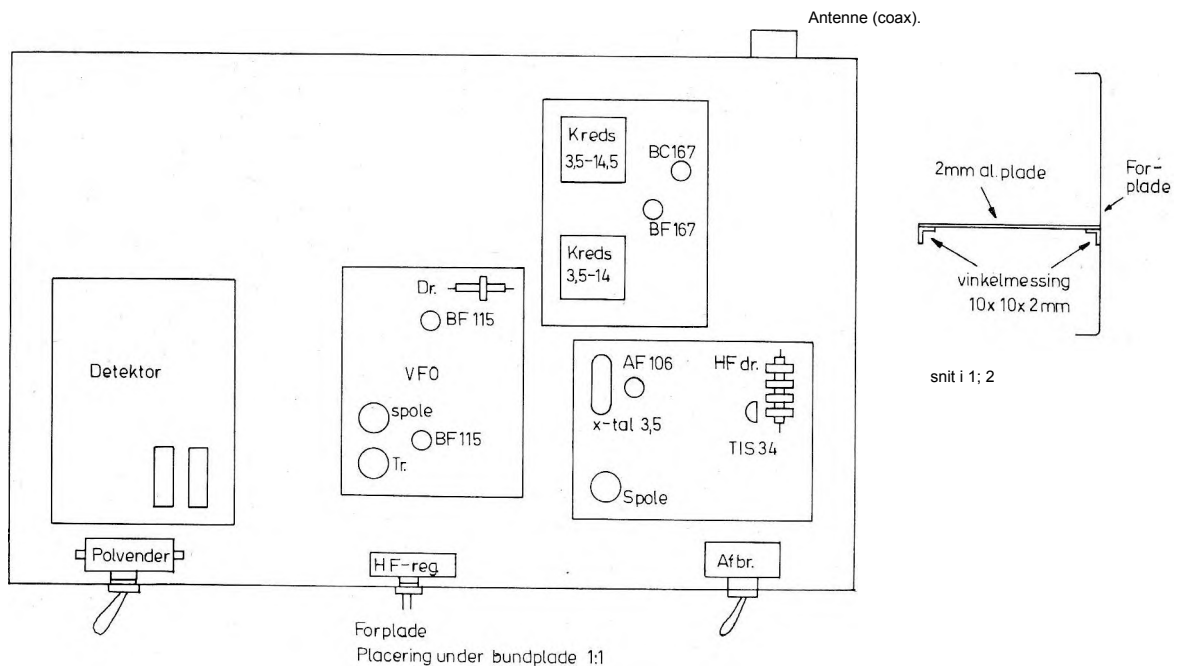 Antenne (coax).
Kreds
3,5-14,5
BC167
BF167
Kreds
3,5-14
2mm al. plade
For-
plade
vinkelmessing
10x 10x 2mm
snit i 1; 2
Detektor
Dr.
BF 115
VFO
spole
BF 115
Tr.
AF 106
HF dr.
x-tal 3,5
TIS34
Spole
Polvender
HF-reg.
Afbr.
Forplade
Placering under bundplade 1:1